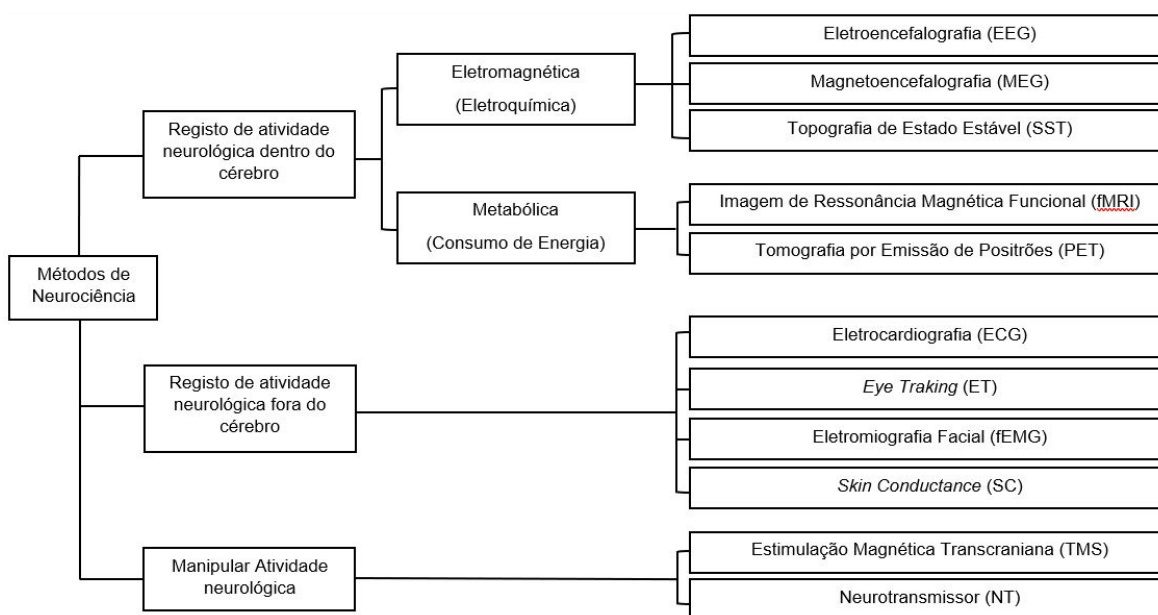 Eletroencefalografia (EEG)
Eletromagnética
(Eletroquímica)
Magnetoencefalografia (MEG)
Topografia de Estado Estável (SST)
Registo de atividade
neurológica dentro do
cérebro
Metabólica
(Consumo de Energia)
Imagem de Ressonância Magnética Funcional (fMRI)
Tomografia por Emissão de Positrões (PET)
Métodos de
Neurociência
Eletrocardiografia (ECG)
Registo de atividade
neurológica fora do
cérebro
Eye Traking (ET)
Eletromiografia Facial (fEMG)
Skin Conductance (SC)
Manipular Atividade
neurológica
Estimulação Magnética Transcraniana (TMS)
Neurotransmissor (NT)